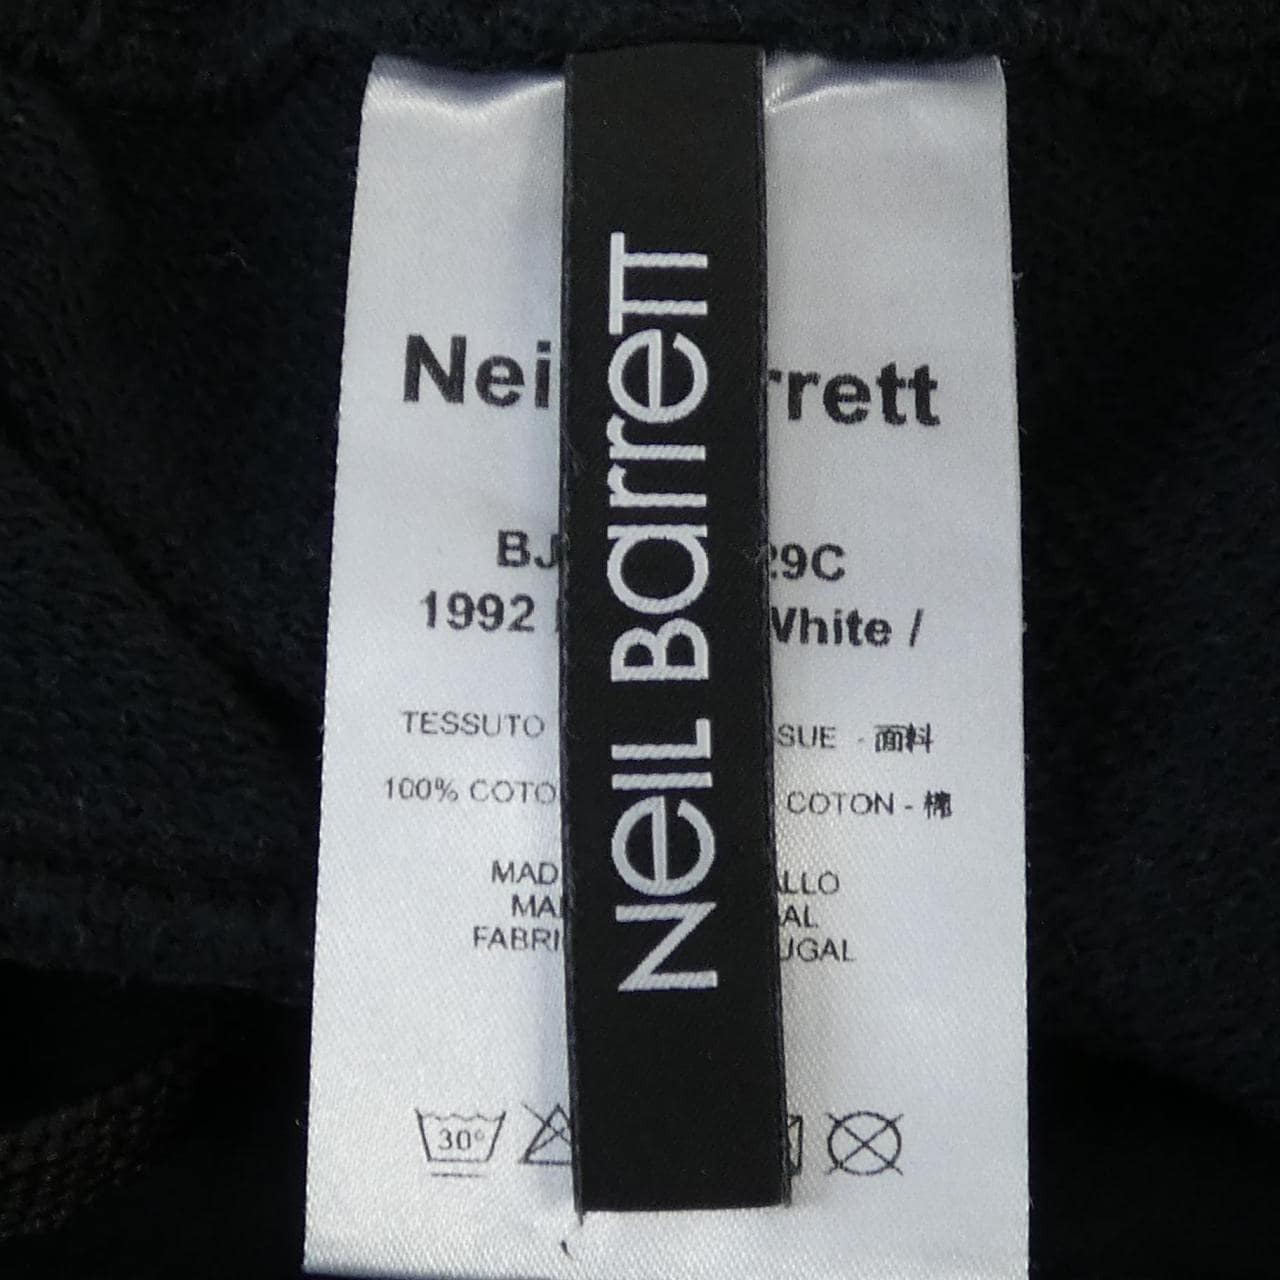 Neil Barrett
Nei rrett
BJ 29C
1992 White /
TESSUTO SUE - 面料
100% COTO COTON - 棉
MAD LLO
MA AL
FABRI UGAL
30°